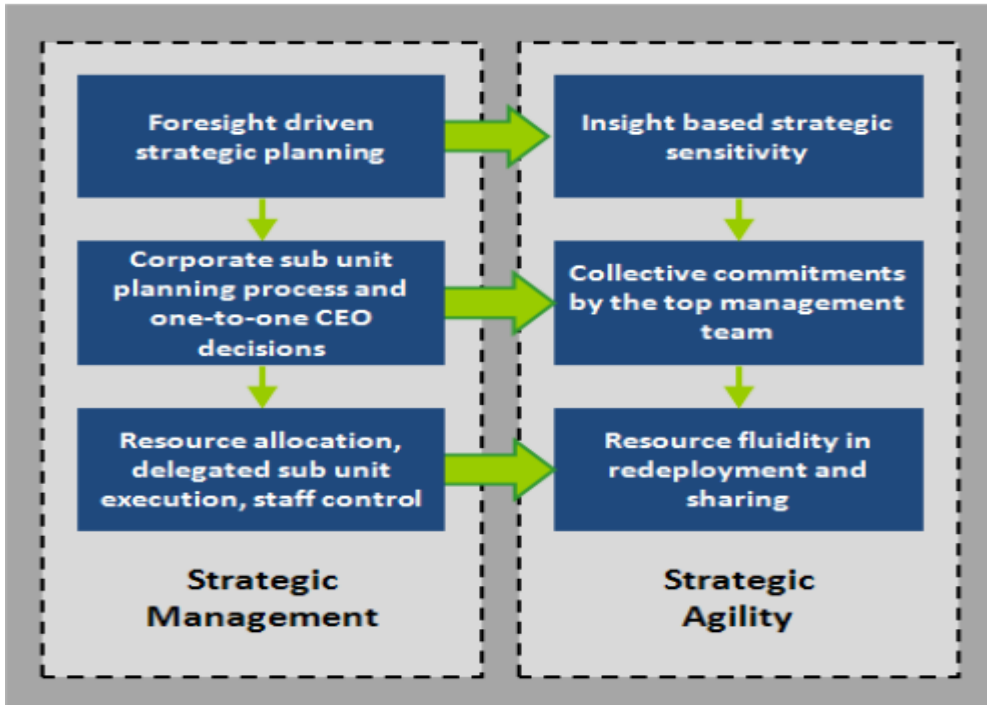 Foresight driven
strategic planning
Corporate sub unit
planning process and
one-to-one CEO
decisions
Resource allocation,
delegated sub unit
execution, staff control
Strategic
Management
Insight based strategic
sensitivity
Collective commitments
by the top management
team
Resource fluidity in
redeployment and
sharing
Strategic
Agility